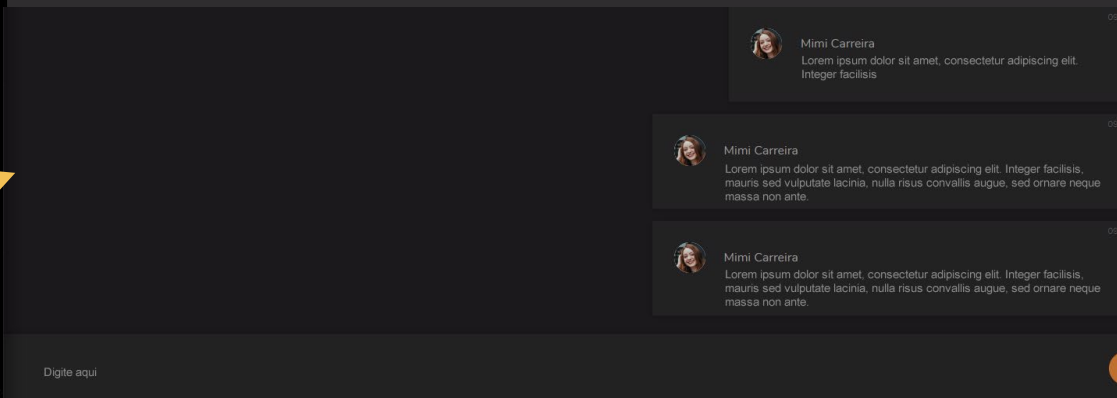 09
Mimi Carreira
Lorem ipsum dolor sit amet, consectetur adipiscing elit.
Integer facilisis
09
Mimi Carreira
Lorem ipsum dolor sit amet, consectetur adipiscing elit. Integer facilisis,
mauris sed vulputate lacinia, nulla risus convallis augue, sed ornare neque
massa non ante.
09
Mimi Carreira
Lorem ipsum dolor sit amet, consectetur adipiscing elit. Integer facilisis,
mauris sed vulputate lacinia, nulla risus convallis augue, sed ornare neque
massa non ante.
Digite aqui